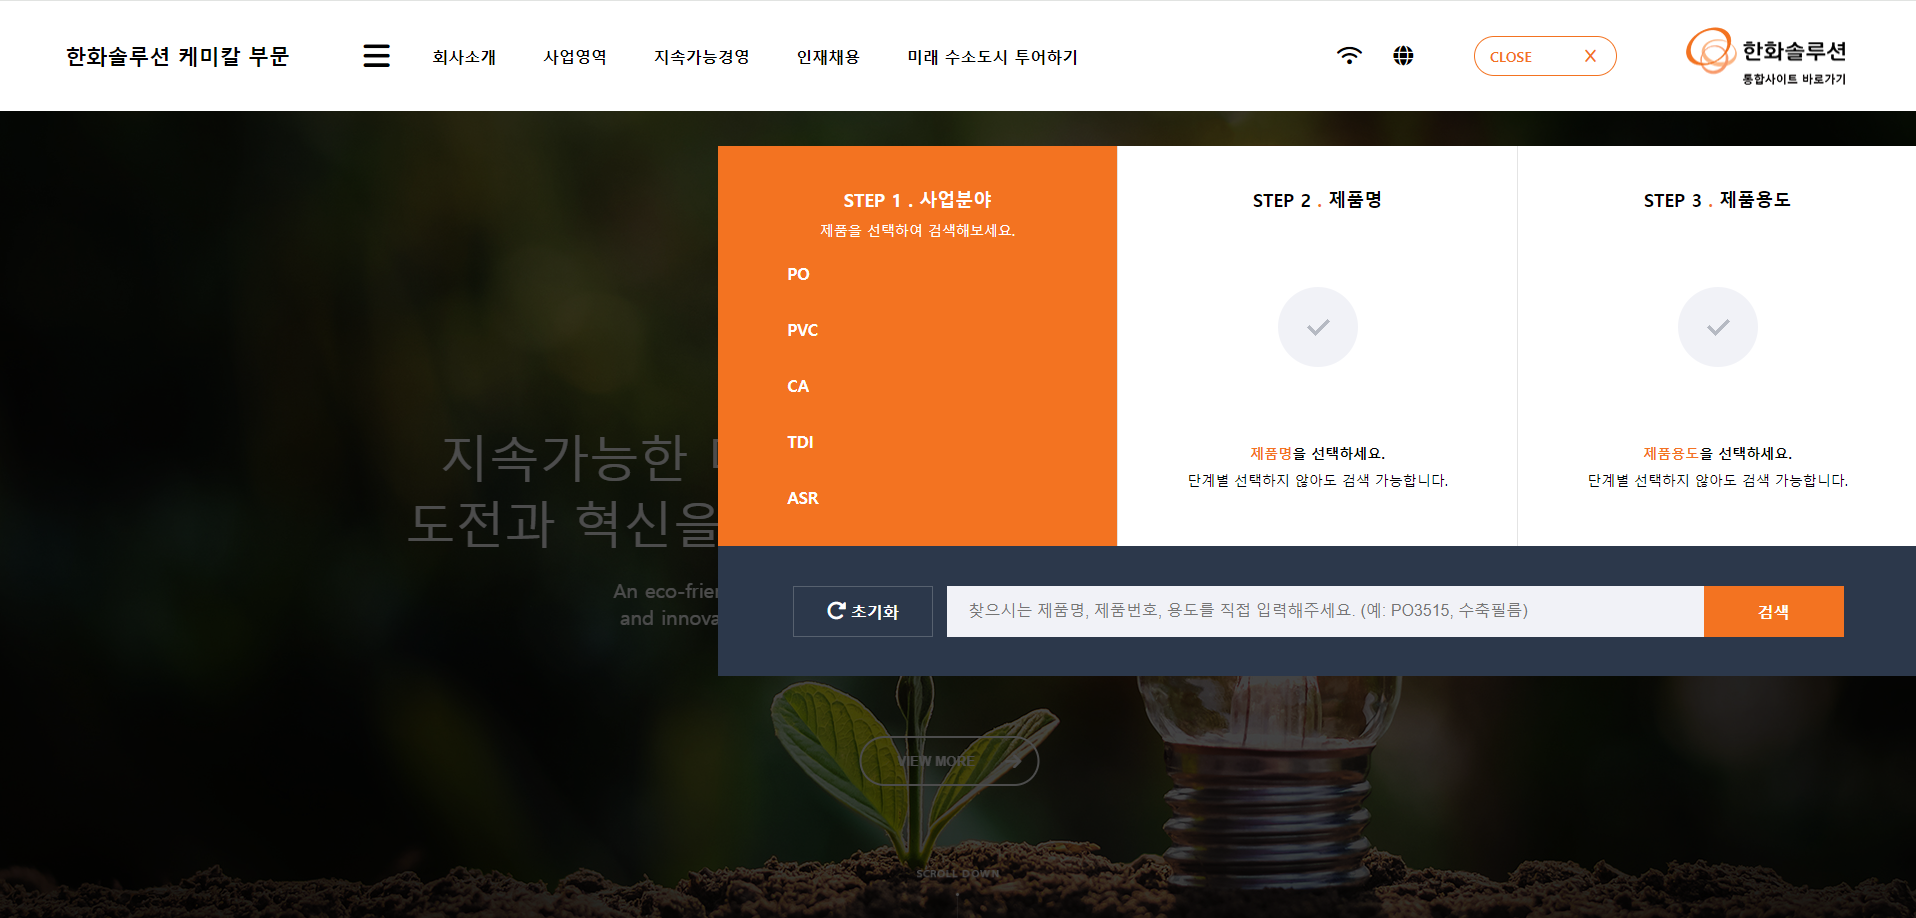 한화솔루션 케미칼 부문
회사소개
사업영역
지속가능경영
인재채용
미래 수소도시 투어하기
CLOSE X
한화솔루션
통합사이트 바로가기
STEP 1 . 사업분야
제품을 선택하여 검색해보세요.
PO
PVC
CA
TDI
ASR
STEP 2 . 제품명
제품명을 선택하세요.
단계별 선택하지 않아도 검색 가능합니다.
STEP 3 . 제품용도
제품용도을 선택하세요.
단계별 선택하지 않아도 검색 가능합니다.
초기화
찾으시는 제품명, 제품번호, 용도를 직접 입력해주세요. (예: PO3515, 수축필름)
검색
지속가능한
도전과 혁신을
An eco-frie
and innova
VIEW MORE
SCROLL DOWN